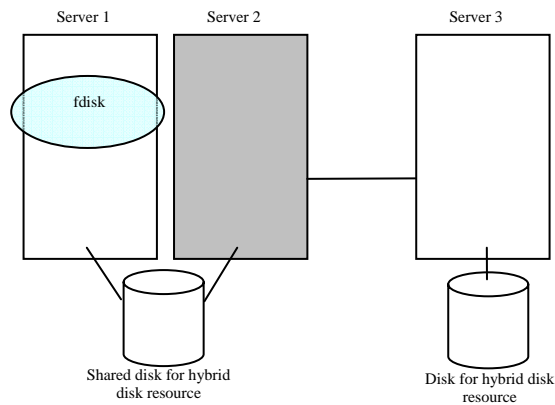 Server 1
Server 2
Server 3
fdisk
Shared disk for hybrid
disk resource
Disk for hybrid disk
resource